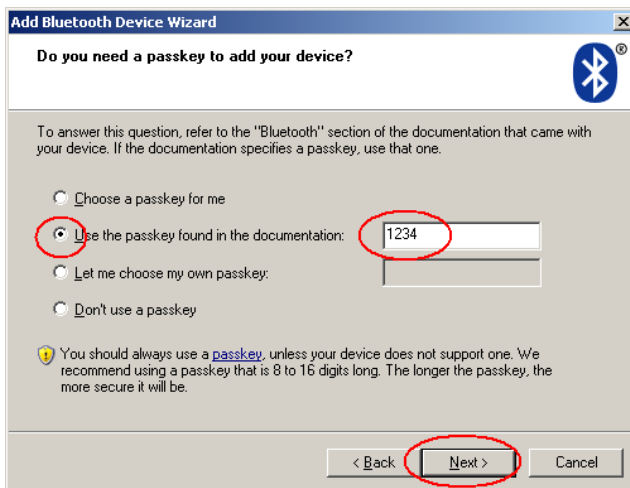 Add Bluetooth Device Wizard
Do you need a passkey to add your device?
®
To answer this question, refer to the "Bluetooth" section of the documentation that came with
your device. If the documentation specifies a passkey, use that one.
Choose a passkey for me
Use the passkey found in the documentation: 1234
Let me choose my own passkey:
Don't use a passkey
You should always use a passkey, unless your device does not support one. We
recommend using a passkey that is 8 to 16 digits long. The longer the passkey, the
more secure it will be.
< Back Next > Cancel